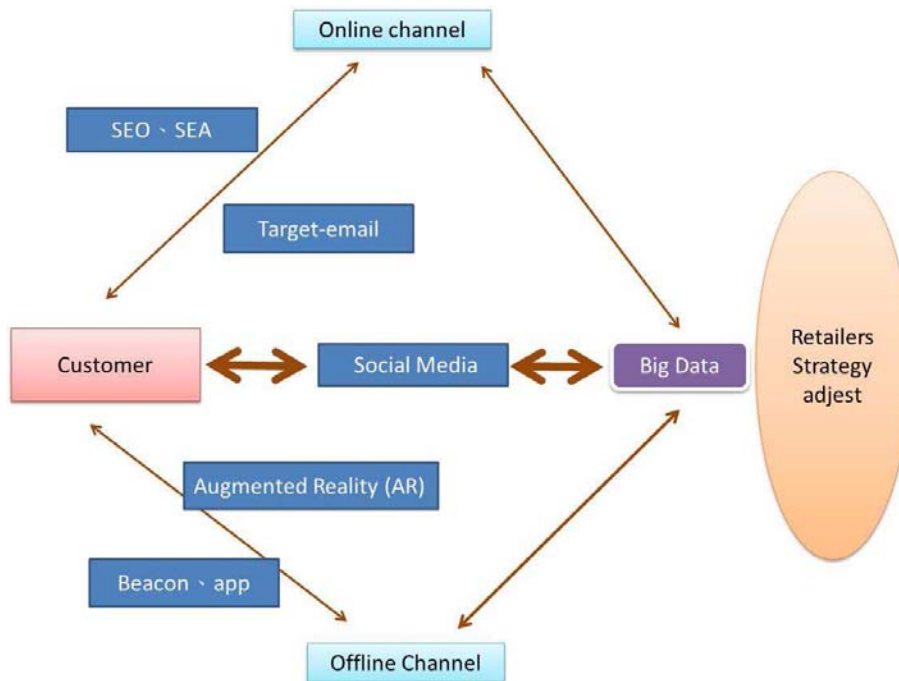 Online channel
SEO、SEA
Target-email
Customer
Social Media
Big Data
Retailers
Strategy
adjest
Augmented Reality (AR)
Beacon、app
Offline Channel